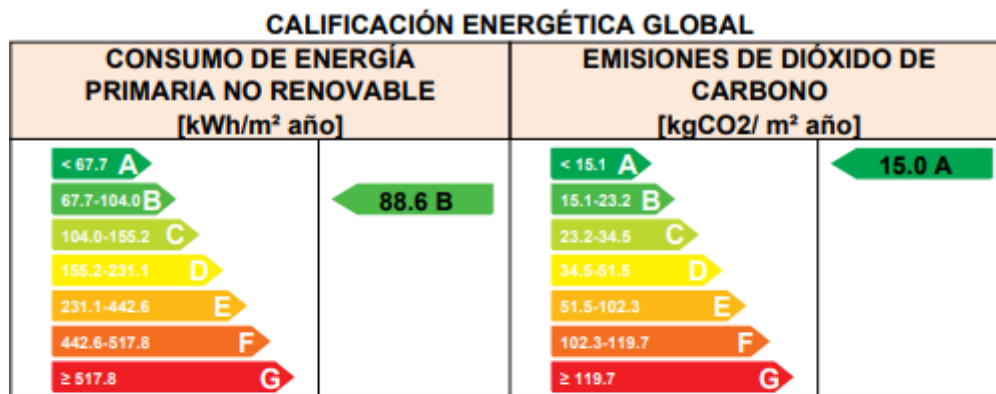 CALIFICACIÓN ENERGÉTICA GLOBAL
CONSUMO DE ENERGÍA
PRIMARIA NO RENOVABLE
[kWh/m² año]
< 67.7 A
67.7-104.0 B
104.0-155.2 C
155.2-231.1 D
231.1-442.6 E
442.6-517.8 F
≥ 517.8 G
88.6 B
EMISIONES DE DIÓXIDO DE
CARBONO
[kgCO2/ m² año]
< 15.1 A
15.1-23.2 B
23.2-34.5 C
34.5-51.5 D
51.5-102.3 E
102.3-119.7 F
≥ 119.7 G
15.0 A